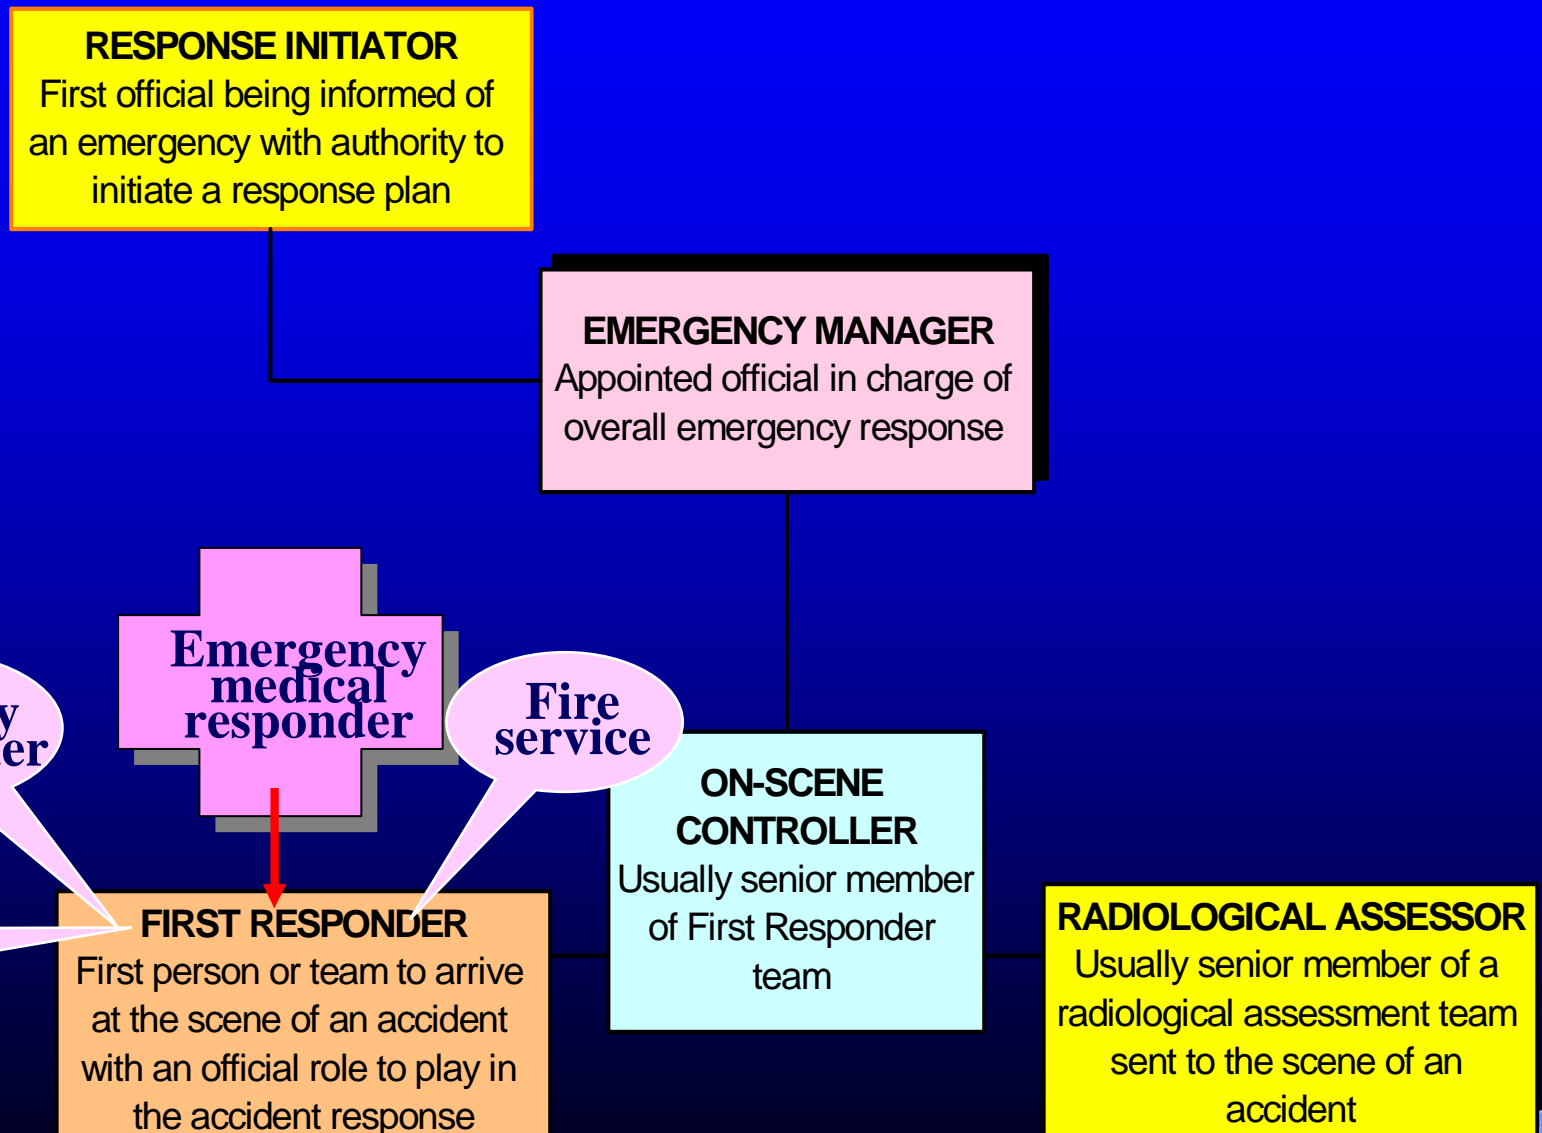 RESPONSE INITIATOR
First official being informed of
an emergency with authority to
initiate a response plan
EMERGENCY MANAGER
Appointed official in charge of
overall emergency response
Emergency
medical
responder
Fire
service
ON-SCENE
CONTROLLER
Usually senior member
of First Responder
team
FIRST RESPONDER
First person or team to arrive
at the scene of an accident
with an official role to play in
the accident response
RADIOLOGICAL ASSESSOR
Usually senior member of a
radiological assessment team
sent to the scene of an
accident